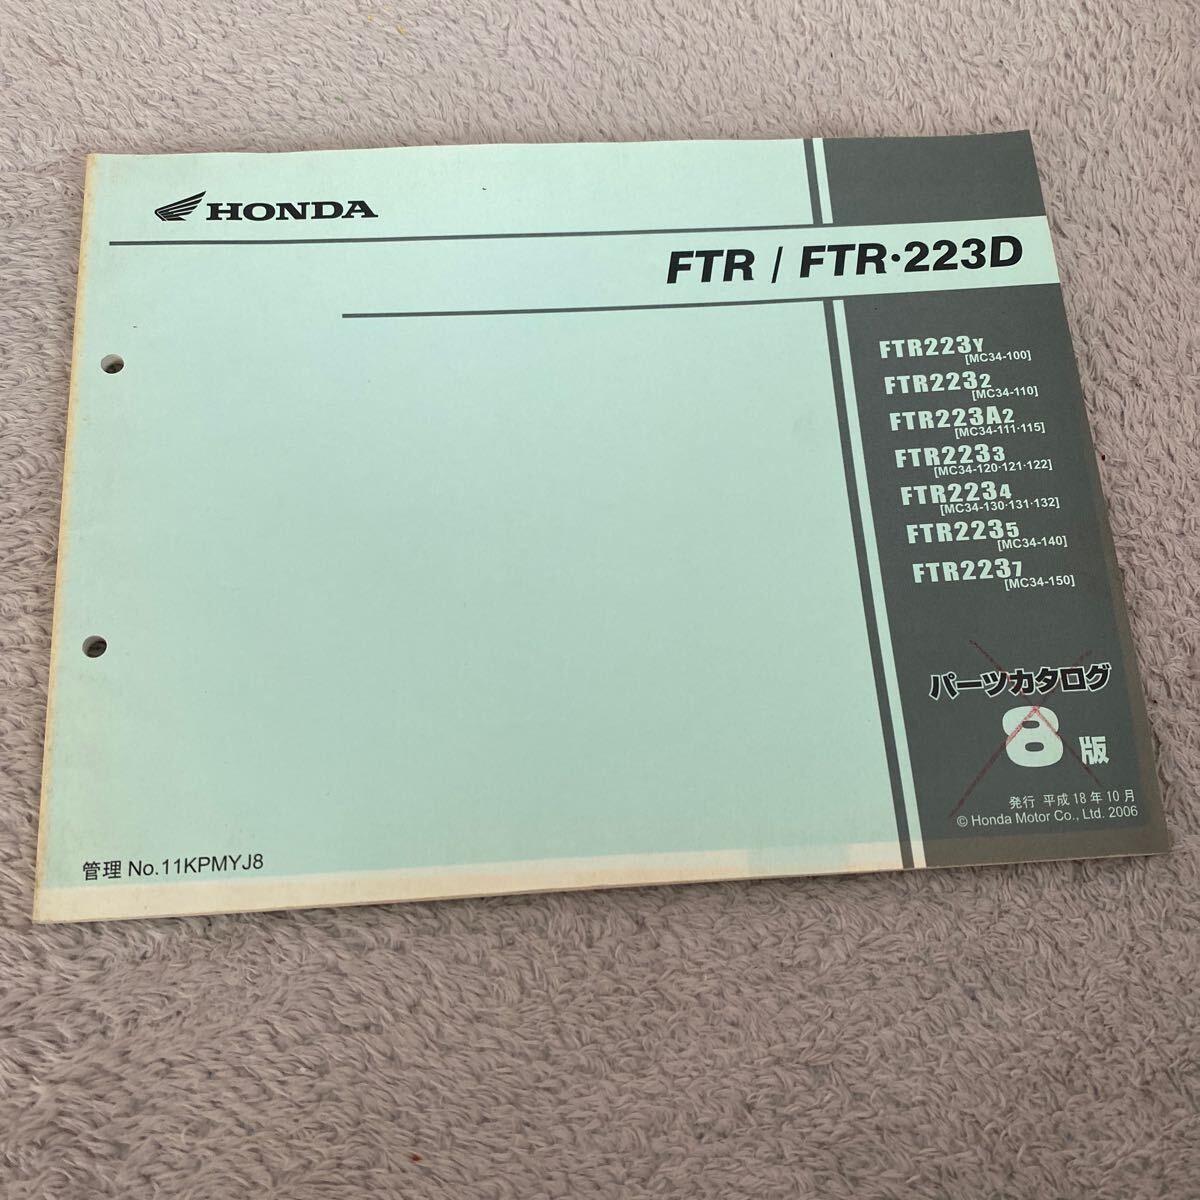 HONDA
FTR / FTR・223D
FTR223Y
[MC34-100]
FTR2232
[MC34-110]
FTR223A2
[MC34-111・115]
FTR2233
[MC34-120・121・122]
FTR2234
[MC34-130・131・132]
FTR2235
[MC34-140]
FTR2237
[MC34-150]
パーツカタログ
8版
発行 平成18年10月
© Honda Motor Co., Ltd. 2006
管理 No.11KPMYJ8